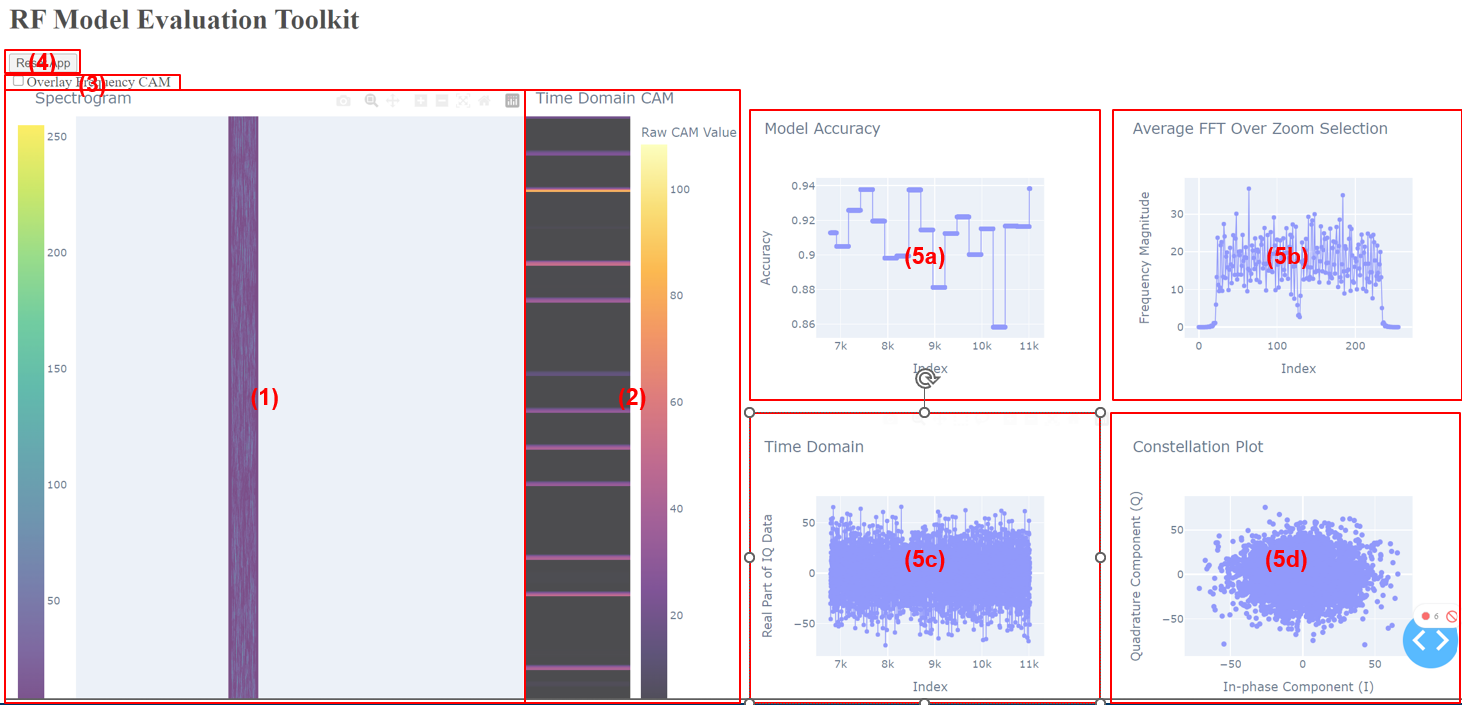 RF Model Evaluation Toolkit
(4)
(3)
Overlay Frequency CAM
Spectrogram
250
200
150
100
50
(1)
Time Domain CAM
Raw CAM Value
100
80
60
40
20
(2)
Model Accuracy
Accuracy
0.94
0.92
0.9
0.88
0.86
7k 8k 9k 10k 11k
Index
(5a)
Average FFT Over Zoom Selection
Frequency Magnitude
30
20
10
0
0 100 200
Index
(5b)
Time Domain
Real Part of IQ Data
50
0
−50
7k 8k 9k 10k 11k
Index
(5c)
Constellation Plot
Quadrature Component (Q)
50
0
−50
−50 0 50
In-phase Component (I)
(5d)
6